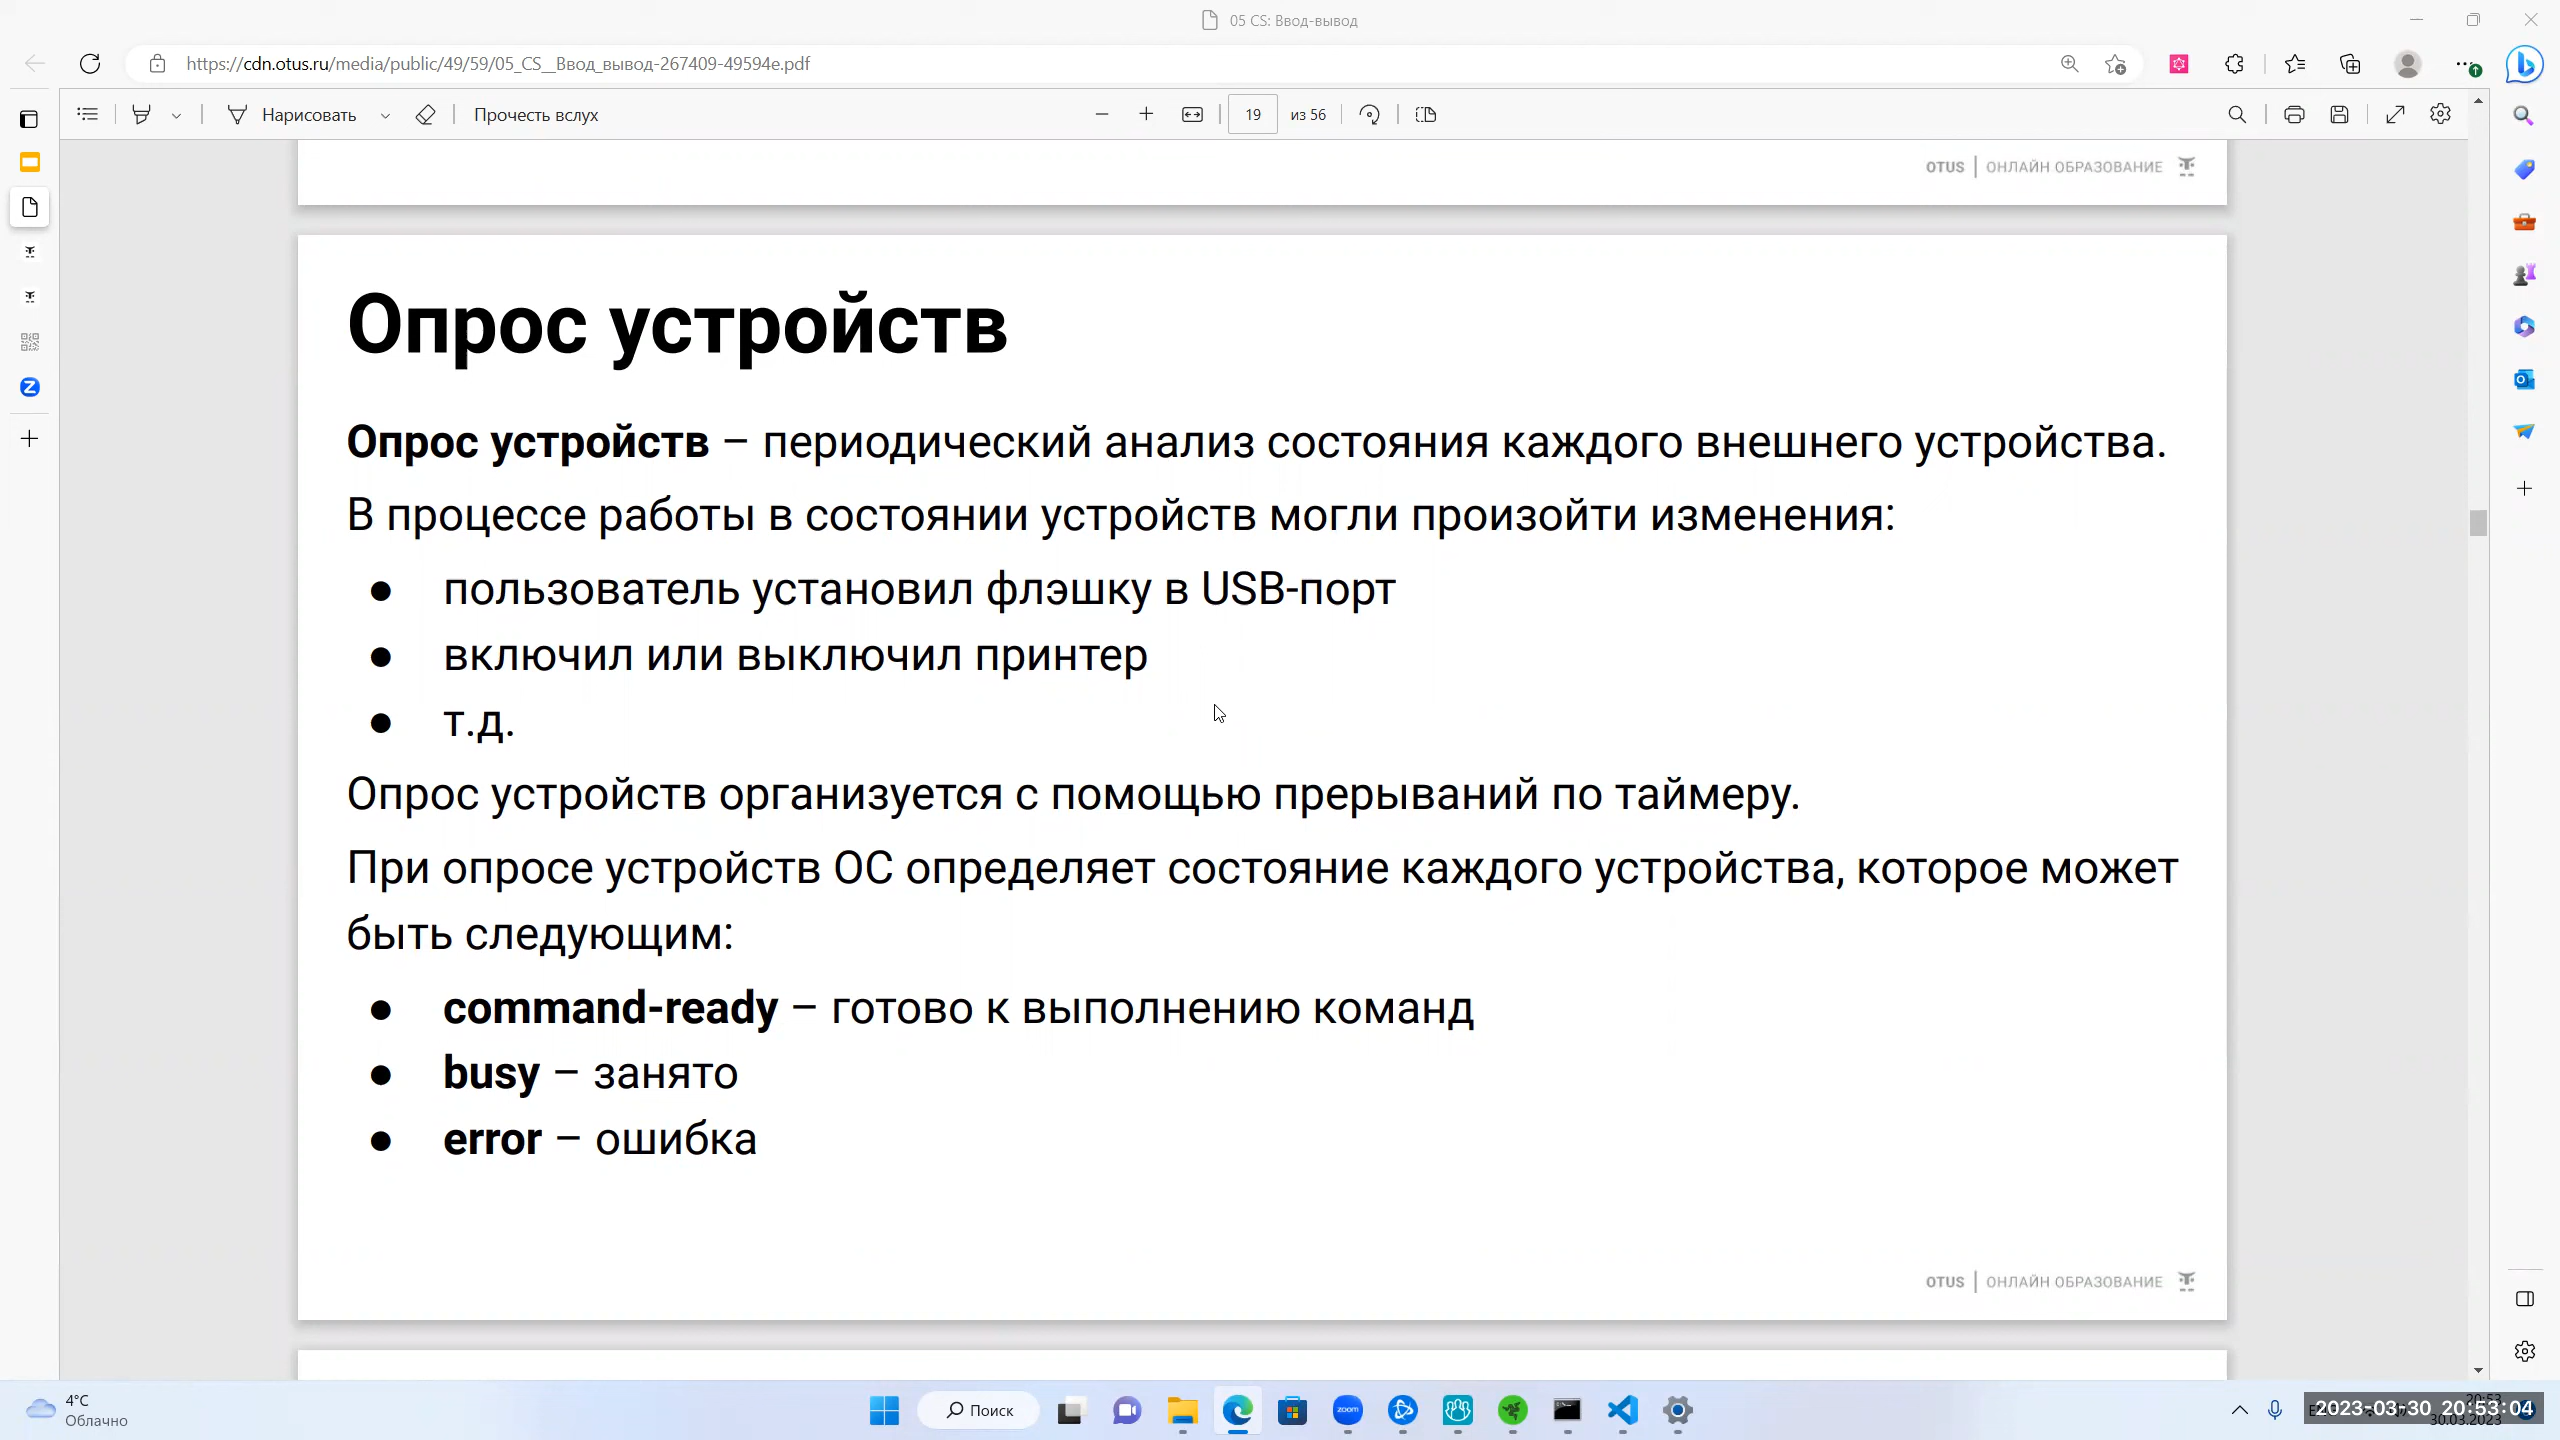 05 CS: Ввод-вывод
https://cdn.otus.ru/media/public/49/59/05_CS__Ввод_вывод-267409-49594e.pdf
Нарисовать
Прочесть вслух
19 из 56
OTUS | ОНЛАЙН ОБРАЗОВАНИЕ
Опрос устройств
Опрос устройств – периодический анализ состояния каждого внешнего устройства.
В процессе работы в состоянии устройств могли произойти изменения:
● пользователь установил флэшку в USB-порт
● включил или выключил принтер
● т.д.
Опрос устройств организуется с помощью прерываний по таймеру.
При опросе устройств ОС определяет состояние каждого устройства, которое может
быть следующим:
● command-ready – готово к выполнению команд
● busy – занято
● error – ошибка
OTUS | ОНЛАЙН ОБРАЗОВАНИЕ
4°C
Облачно
Поиск
zoom
2023-03-30 20:53:04